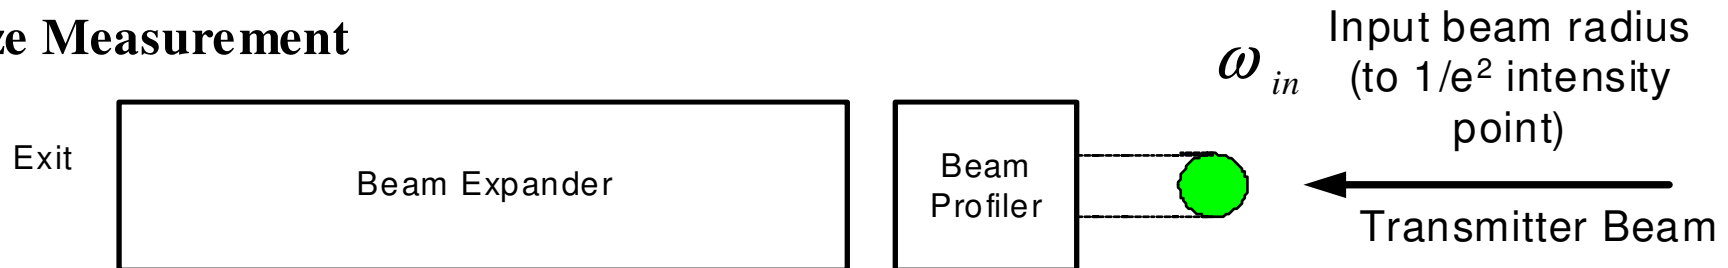 ze Measurement
ω in
Input beam radius
(to 1/e² intensity
point)
Exit
Beam Expander
Beam
Profiler
Transmitter Beam